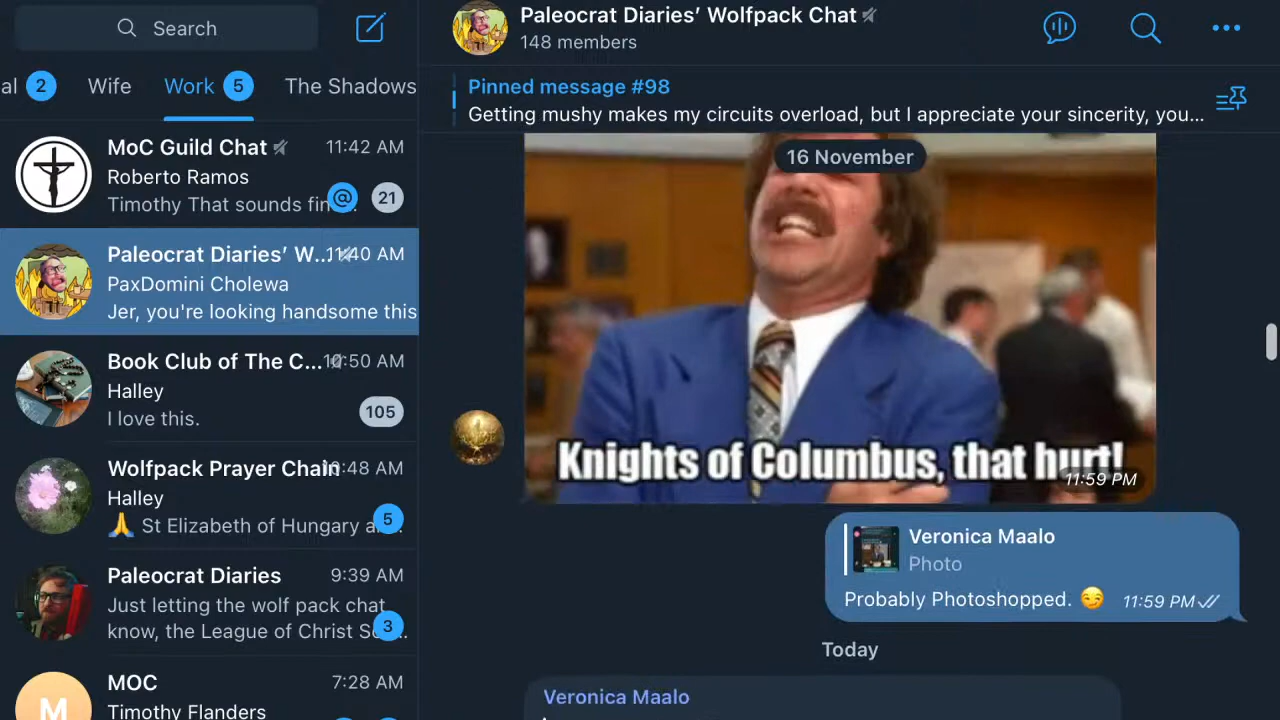 Search
al 2 Wife Work 5 The Shadows
MoC Guild Chat 11:42 AM
Roberto Ramos
Timothy That sounds fin... @ 21
Paleocrat Diaries’ W... 11:40 AM
PaxDomini Cholewa
Jer, you're looking handsome this
Book Club of The C... 10:50 AM
Halley
I love this. 105
Wolfpack Prayer Chain 10:48 AM
Halley
🙏 St Elizabeth of Hungary a... 5
Paleocrat Diaries 9:39 AM
Just letting the wolf pack chat
know, the League of Christ So... 3
MOC 7:28 AM
M Timothy Flanders
Paleocrat Diaries’ Wolfpack Chat
148 members
Pinned message #98
Getting mushy makes my circuits overload, but I appreciate your sincerity, you...
16 November
Knights of Columbus, that hurt!
11:59 PM
Veronica Maalo
Photo
Probably Photoshopped. 😏 11:59 PM
Today
Veronica Maalo